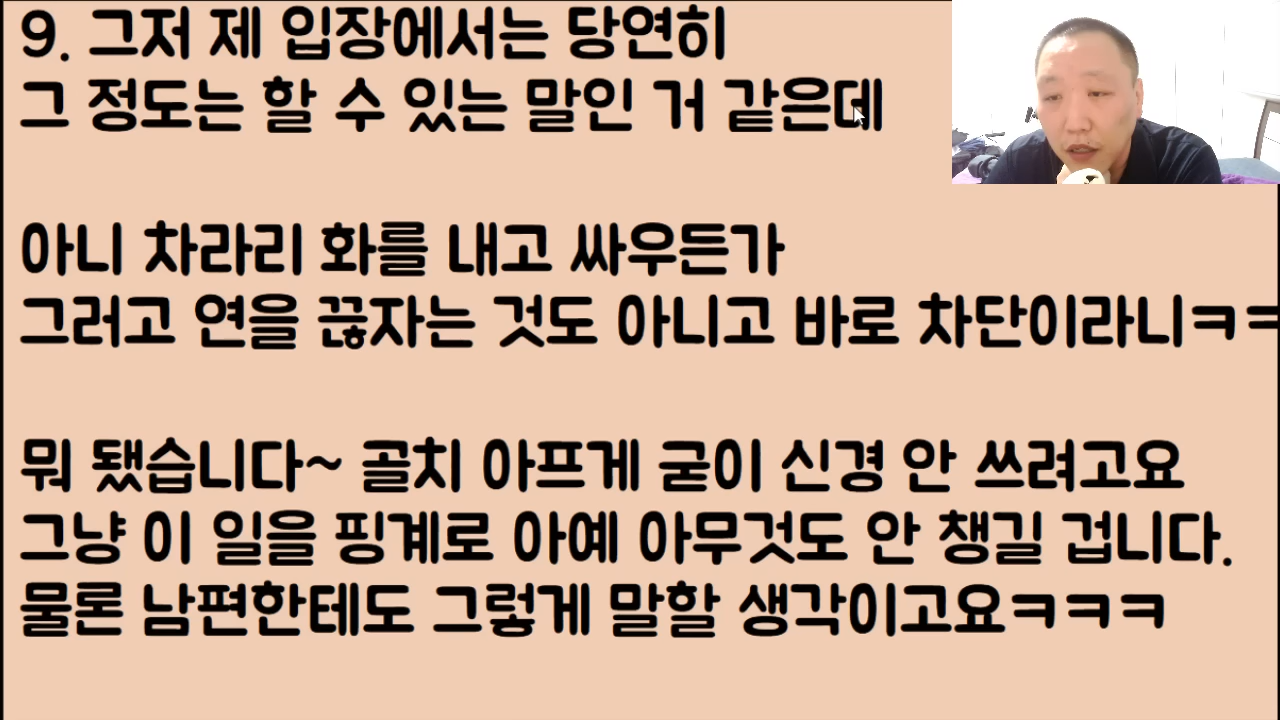 9. 그저 제 입장에서는 당연히
그 정도는 할 수 있는 말인 거 같은데
아니 차라리 화를 내고 싸우든가
그러고 연을 끊자는 것도 아니고 바로 차단이라니ㅋㅋ
뭐 됐습니다~ 골치 아프게 굳이 신경 안 쓰려고요
그냥 이 일을 핑계로 아예 아무것도 안 챙길 겁니다.
물론 남편한테도 그렇게 말할 생각이고요ㅋㅋㅋ